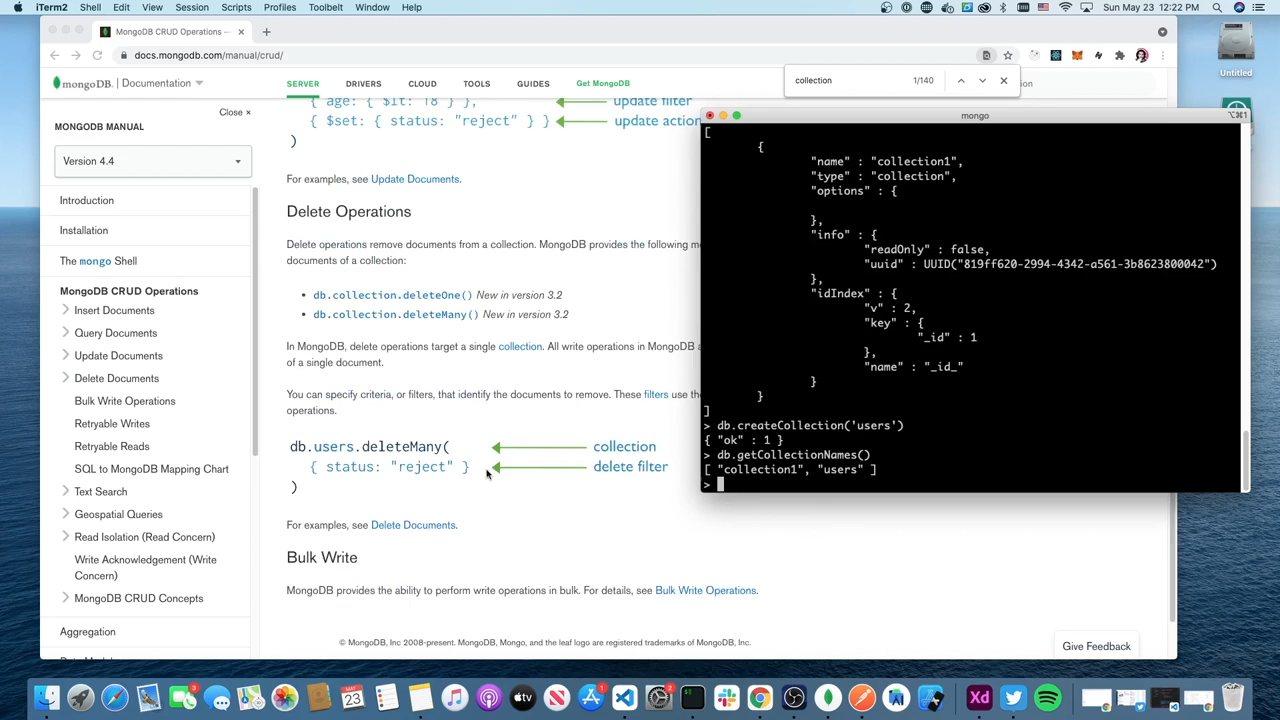 iTerm2 Shell Edit View Session Scripts Profiles Toolbelt Window Help
Sun May 23 12:22 PM
MongoDB CRUD Operations —
docs.mongodb.com/manual/crud/
collection 1/140
Untitled
mongoDB. | Documentation
SERVER DRIVERS CLOUD TOOLS GUIDES Get MongoDB
Close ×
MONGODB MANUAL
Version 4.4
Introduction
Installation
The mongo Shell
MongoDB CRUD Operations
Insert Documents
Query Documents
Update Documents
Delete Documents
Bulk Write Operations
Retryable Writes
Retryable Reads
SQL to MongoDB Mapping Chart
Text Search
Geospatial Queries
Read Isolation (Read Concern)
Write Acknowledgement (Write
Concern)
MongoDB CRUD Concepts
Aggregation
{ age: { $lt: 18 } }, update filter
{ $set: { status: "reject" } } update action
)
For examples, see Update Documents.
Delete Operations
Delete operations remove documents from a collection. MongoDB provides the following
documents of a collection:
• db.collection.deleteOne() New in version 3.2
• db.collection.deleteMany() New in version 3.2
In MongoDB, delete operations target a single collection. All write operations in MongoDB
of a single document.
You can specify criteria, or filters, that identify the documents to remove. These filters use
operations.
db.users.deleteMany( collection
{ status: "reject" } delete filter
)
For examples, see Delete Documents.
Bulk Write
MongoDB provides the ability to perform write operations in bulk. For details, see Bulk Write Operations.
© MongoDB, Inc 2008-present. MongoDB, Mongo, and the leaf logo are registered trademarks of MongoDB, Inc.
Give Feedback
mongo
⌥⌘1
[
{
"name" : "collection1",
"type" : "collection",
"options" : {
},
"info" : {
"readOnly" : false,
"uuid" : UUID("819ff620-2994-4342-a561-3b8623800042")
},
"idIndex" : {
"v" : 2,
"key" : {
"_id" : 1
},
"name" : "_id_"
}
}
]
> db.createCollection('users')
{ "ok" : 1 }
> db.getCollectionNames()
[ "collection1", "users" ]
>
3
MAY
23
tv
1
2
Xd